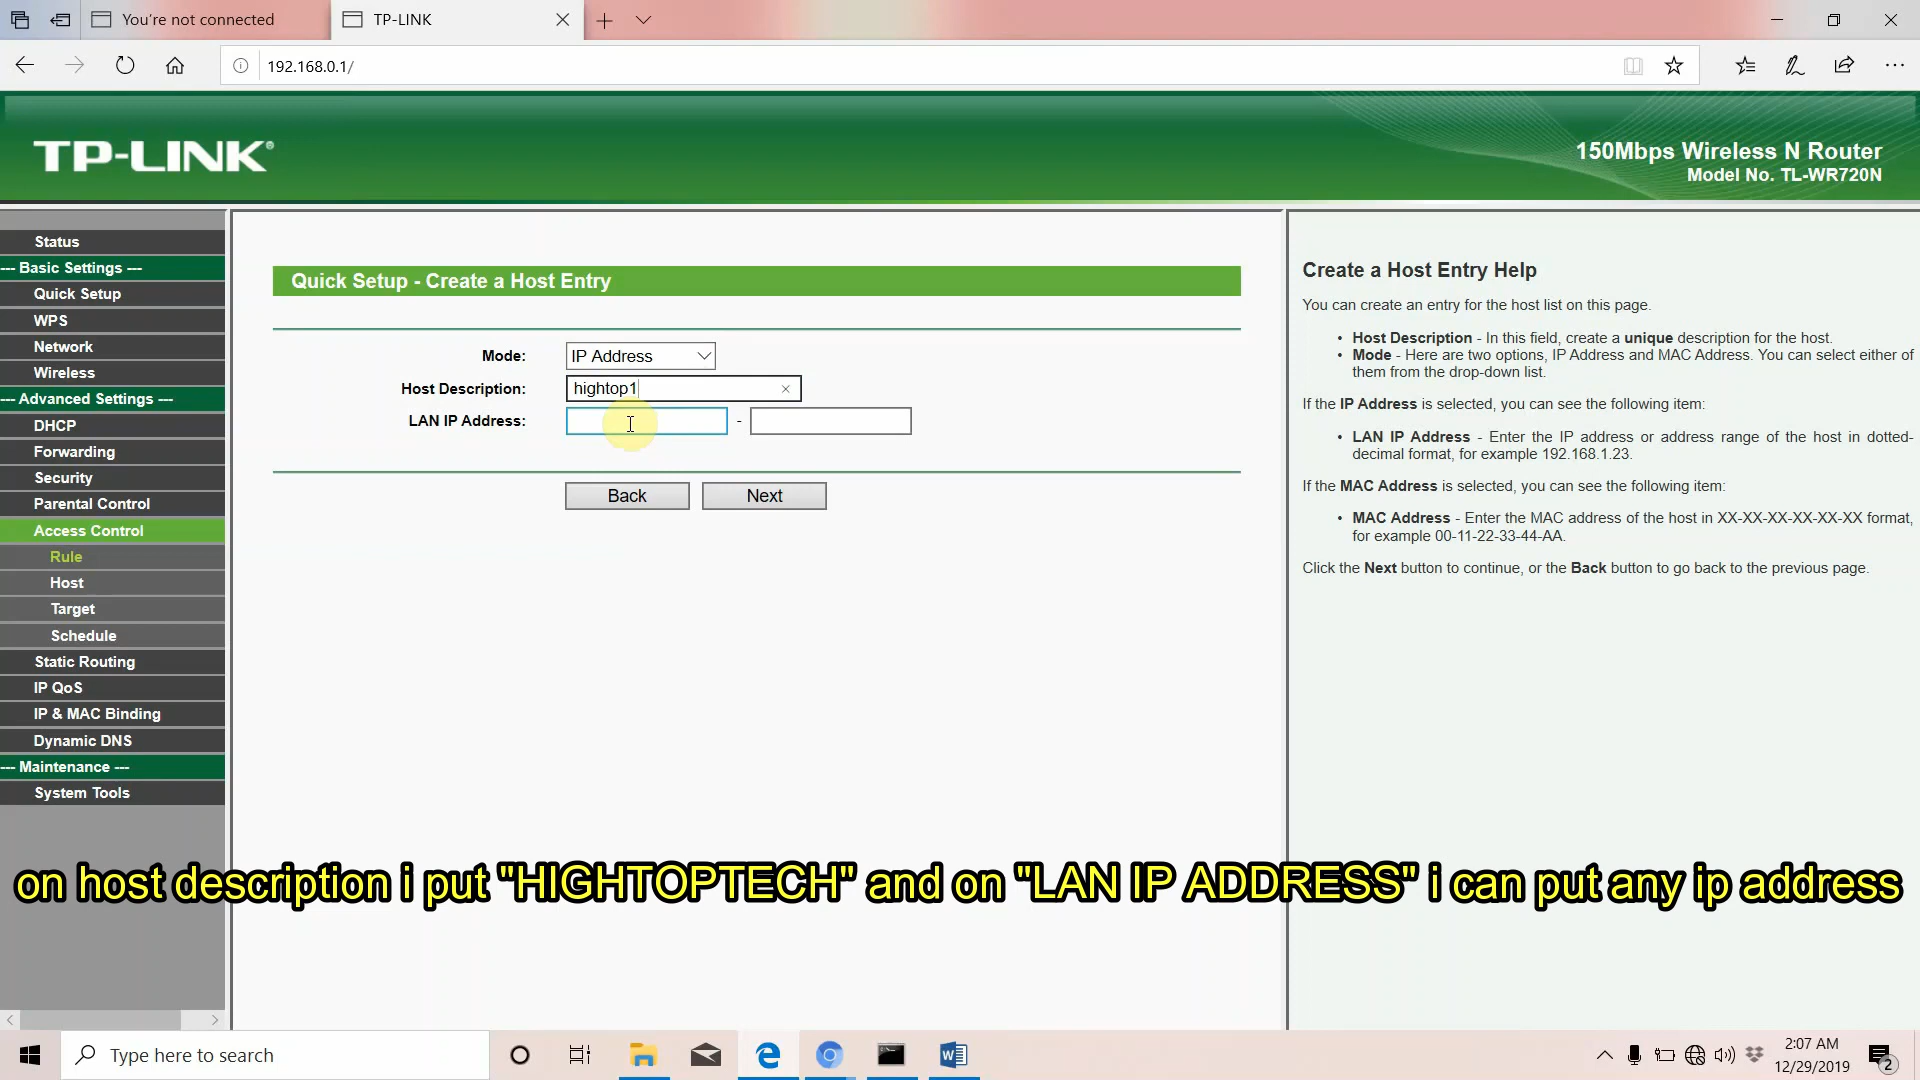 You're not connected
TP-LINK
192.168.0.1/
TP-LINK®
150Mbps Wireless N Router
Model No. TL-WR720N
Status
--- Basic Settings ---
Quick Setup
WPS
Network
Wireless
--- Advanced Settings ---
DHCP
Forwarding
Security
Parental Control
Access Control
Rule
Host
Target
Schedule
Static Routing
IP QoS
IP & MAC Binding
Dynamic DNS
--- Maintenance ---
System Tools
Quick Setup - Create a Host Entry
Mode: IP Address
Host Description: hightop1
LAN IP Address: -
Back Next
Create a Host Entry Help
You can create an entry for the host list on this page.
• Host Description - In this field, create a unique description for the host.
• Mode - Here are two options, IP Address and MAC Address. You can select either of
them from the drop-down list.
If the IP Address is selected, you can see the following item:
• LAN IP Address - Enter the IP address or address range of the host in dotted-
decimal format, for example 192.168.1.23.
If the MAC Address is selected, you can see the following item:
• MAC Address - Enter the MAC address of the host in XX-XX-XX-XX-XX-XX format,
for example 00-11-22-33-44-AA.
Click the Next button to continue, or the Back button to go back to the previous page.
on host description i put "HIGHTOPTECH" and on "LAN IP ADDRESS" i can put any ip address
Type here to search
2:07 AM
12/29/2019
2